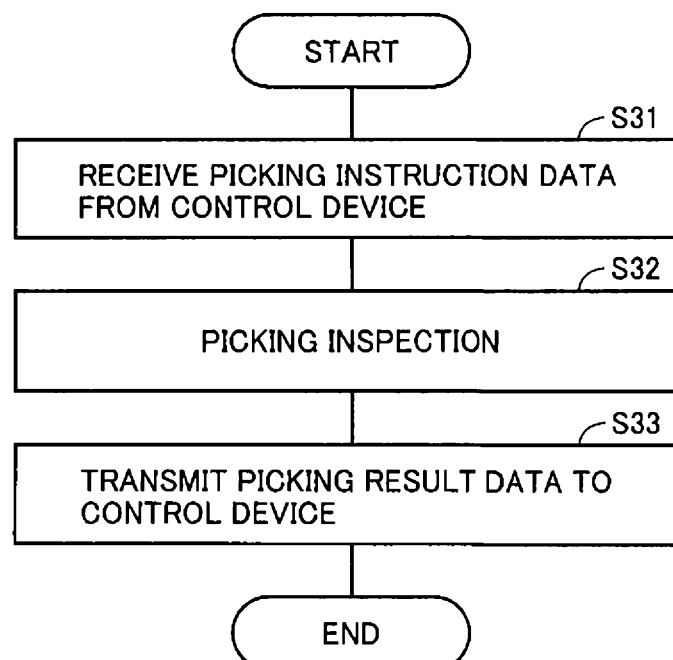 START
S31
RECEIVE PICKING INSTRUCTION DATA
FROM CONTROL DEVICE
S32
PICKING INSPECTION
S33
TRANSMIT PICKING RESULT DATA TO
CONTROL DEVICE
END